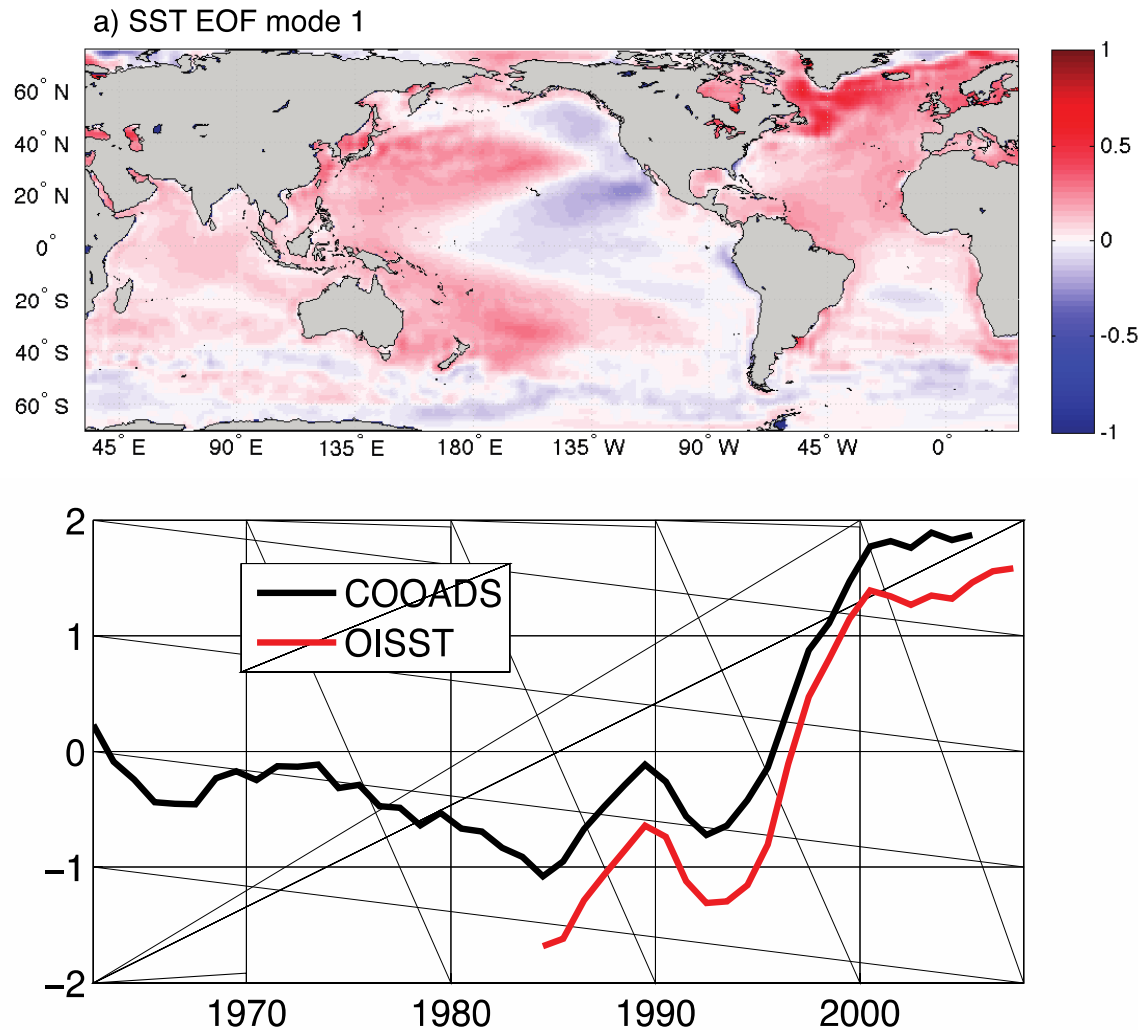 a) SST EOF mode 1
60° N
40° N
20° N
0°
20° S
40° S
60° S
45° E
90° E
135° E
180° E
135° W
90° W
45° W
0°
1
0.5
0
-0.5
-1
2
1
0
−1
−2
COOADS
OISST
1970
1980
1990
2000